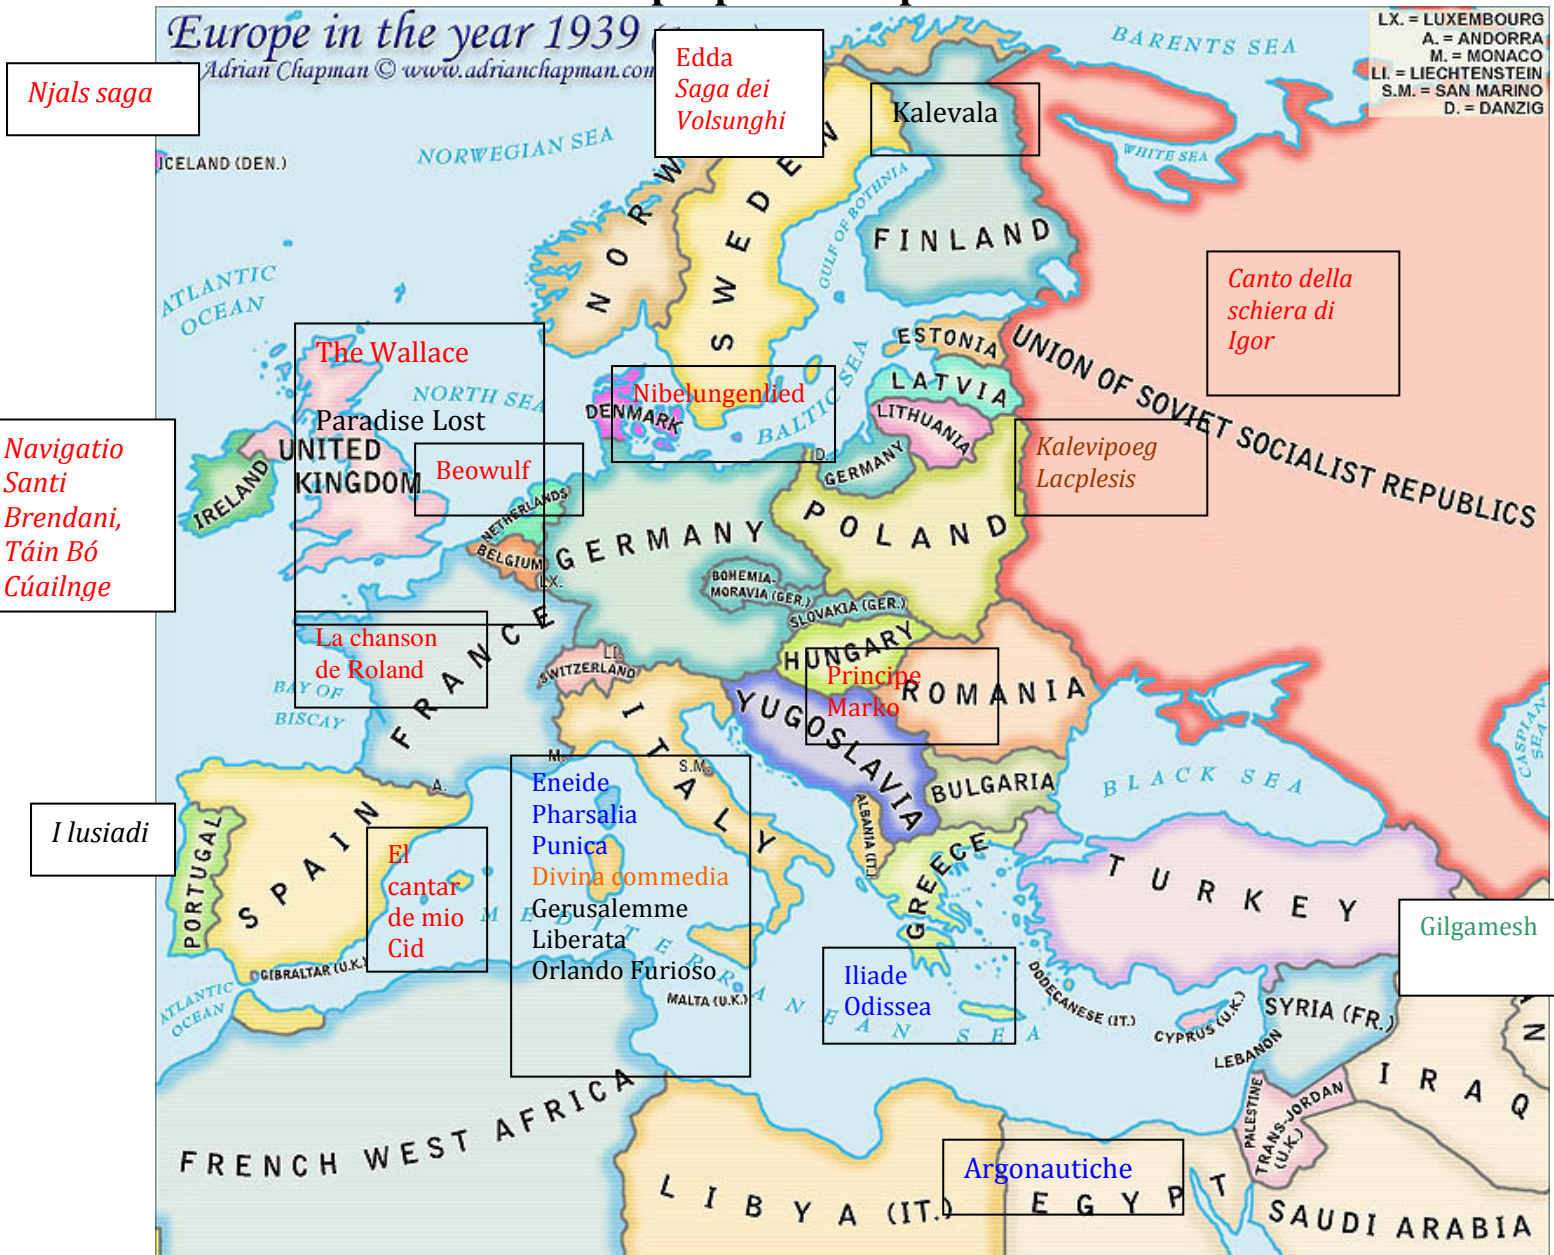 Europe in the year 1939
Adrian Chapman © www.adrianchapman.com
LX. = LUXEMBOURG
A. = ANDORRA
M. = MONACO
LI. = LIECHTENSTEIN
S.M. = SAN MARINO
D. = DANZIG
BARENTS SEA
Njals saga
Edda
Saga dei
Volsunghi
Kalevala
NORWEGIAN SEA
WHITE SEA
ICELAND (DEN.)
NORW
SWEDEN
GULF OF BOTHNIA
FINLAND
ATLANTIC
OCEAN
Canto della
schiera di
Igor
The Wallace
NORTH SEA
Paradise Lost
ESTONIA
LATVIA
LITHUANIA
UNION OF SOVIET SOCIALIST REPUBLICS
Nibelungenlied
DENMARK
BALTIC SEA
Navigatio
Santi
Brendani,
Táin Bó
Cúailnge
UNITED
KINGDOM
IRELAND
Beowulf
D.
GERMANY
Kalevipoeg
Lacplesis
NETHERLANDS
BELGIUM
LX.
GERMANY
POLAND
BOHEMIA-
MORAVIA (GER.)
SLOVAKIA (GER.)
La chanson
de Roland
FRANCE
LI.
SWITZERLAND
HUNGARY
Principe
Marko
ROMANIA
BAY OF
BISCAY
YUGOSLAVIA
ITALY
CASPIAN
SEA
M.
S.M.
A.
Eneide
Pharsalia
Punica
Divina commedia
Gerusalemme
Liberata
Orlando Furioso
BULGARIA
BLACK SEA
ALBANIA (IT.)
I lusiadi
PORTUGAL
SPAIN
El
cantar
de mio
Cid
GREECE
TURKEY
Gilgamesh
MEDITERRANEAN SEA
GIBRALTAR (U.K.)
ATLANTIC
OCEAN
MALTA (U.K.)
Iliade
Odissea
DODECANESE (IT.)
CYPRUS (U.K.)
SYRIA (FR.)
LEBANON
N
IRAQ
PALESTINE
TRANS-JORDAN
(U.K.)
FRENCH WEST AFRICA
LIBYA (IT.)
Argonautiche
EGYPT
SAUDI ARABIA